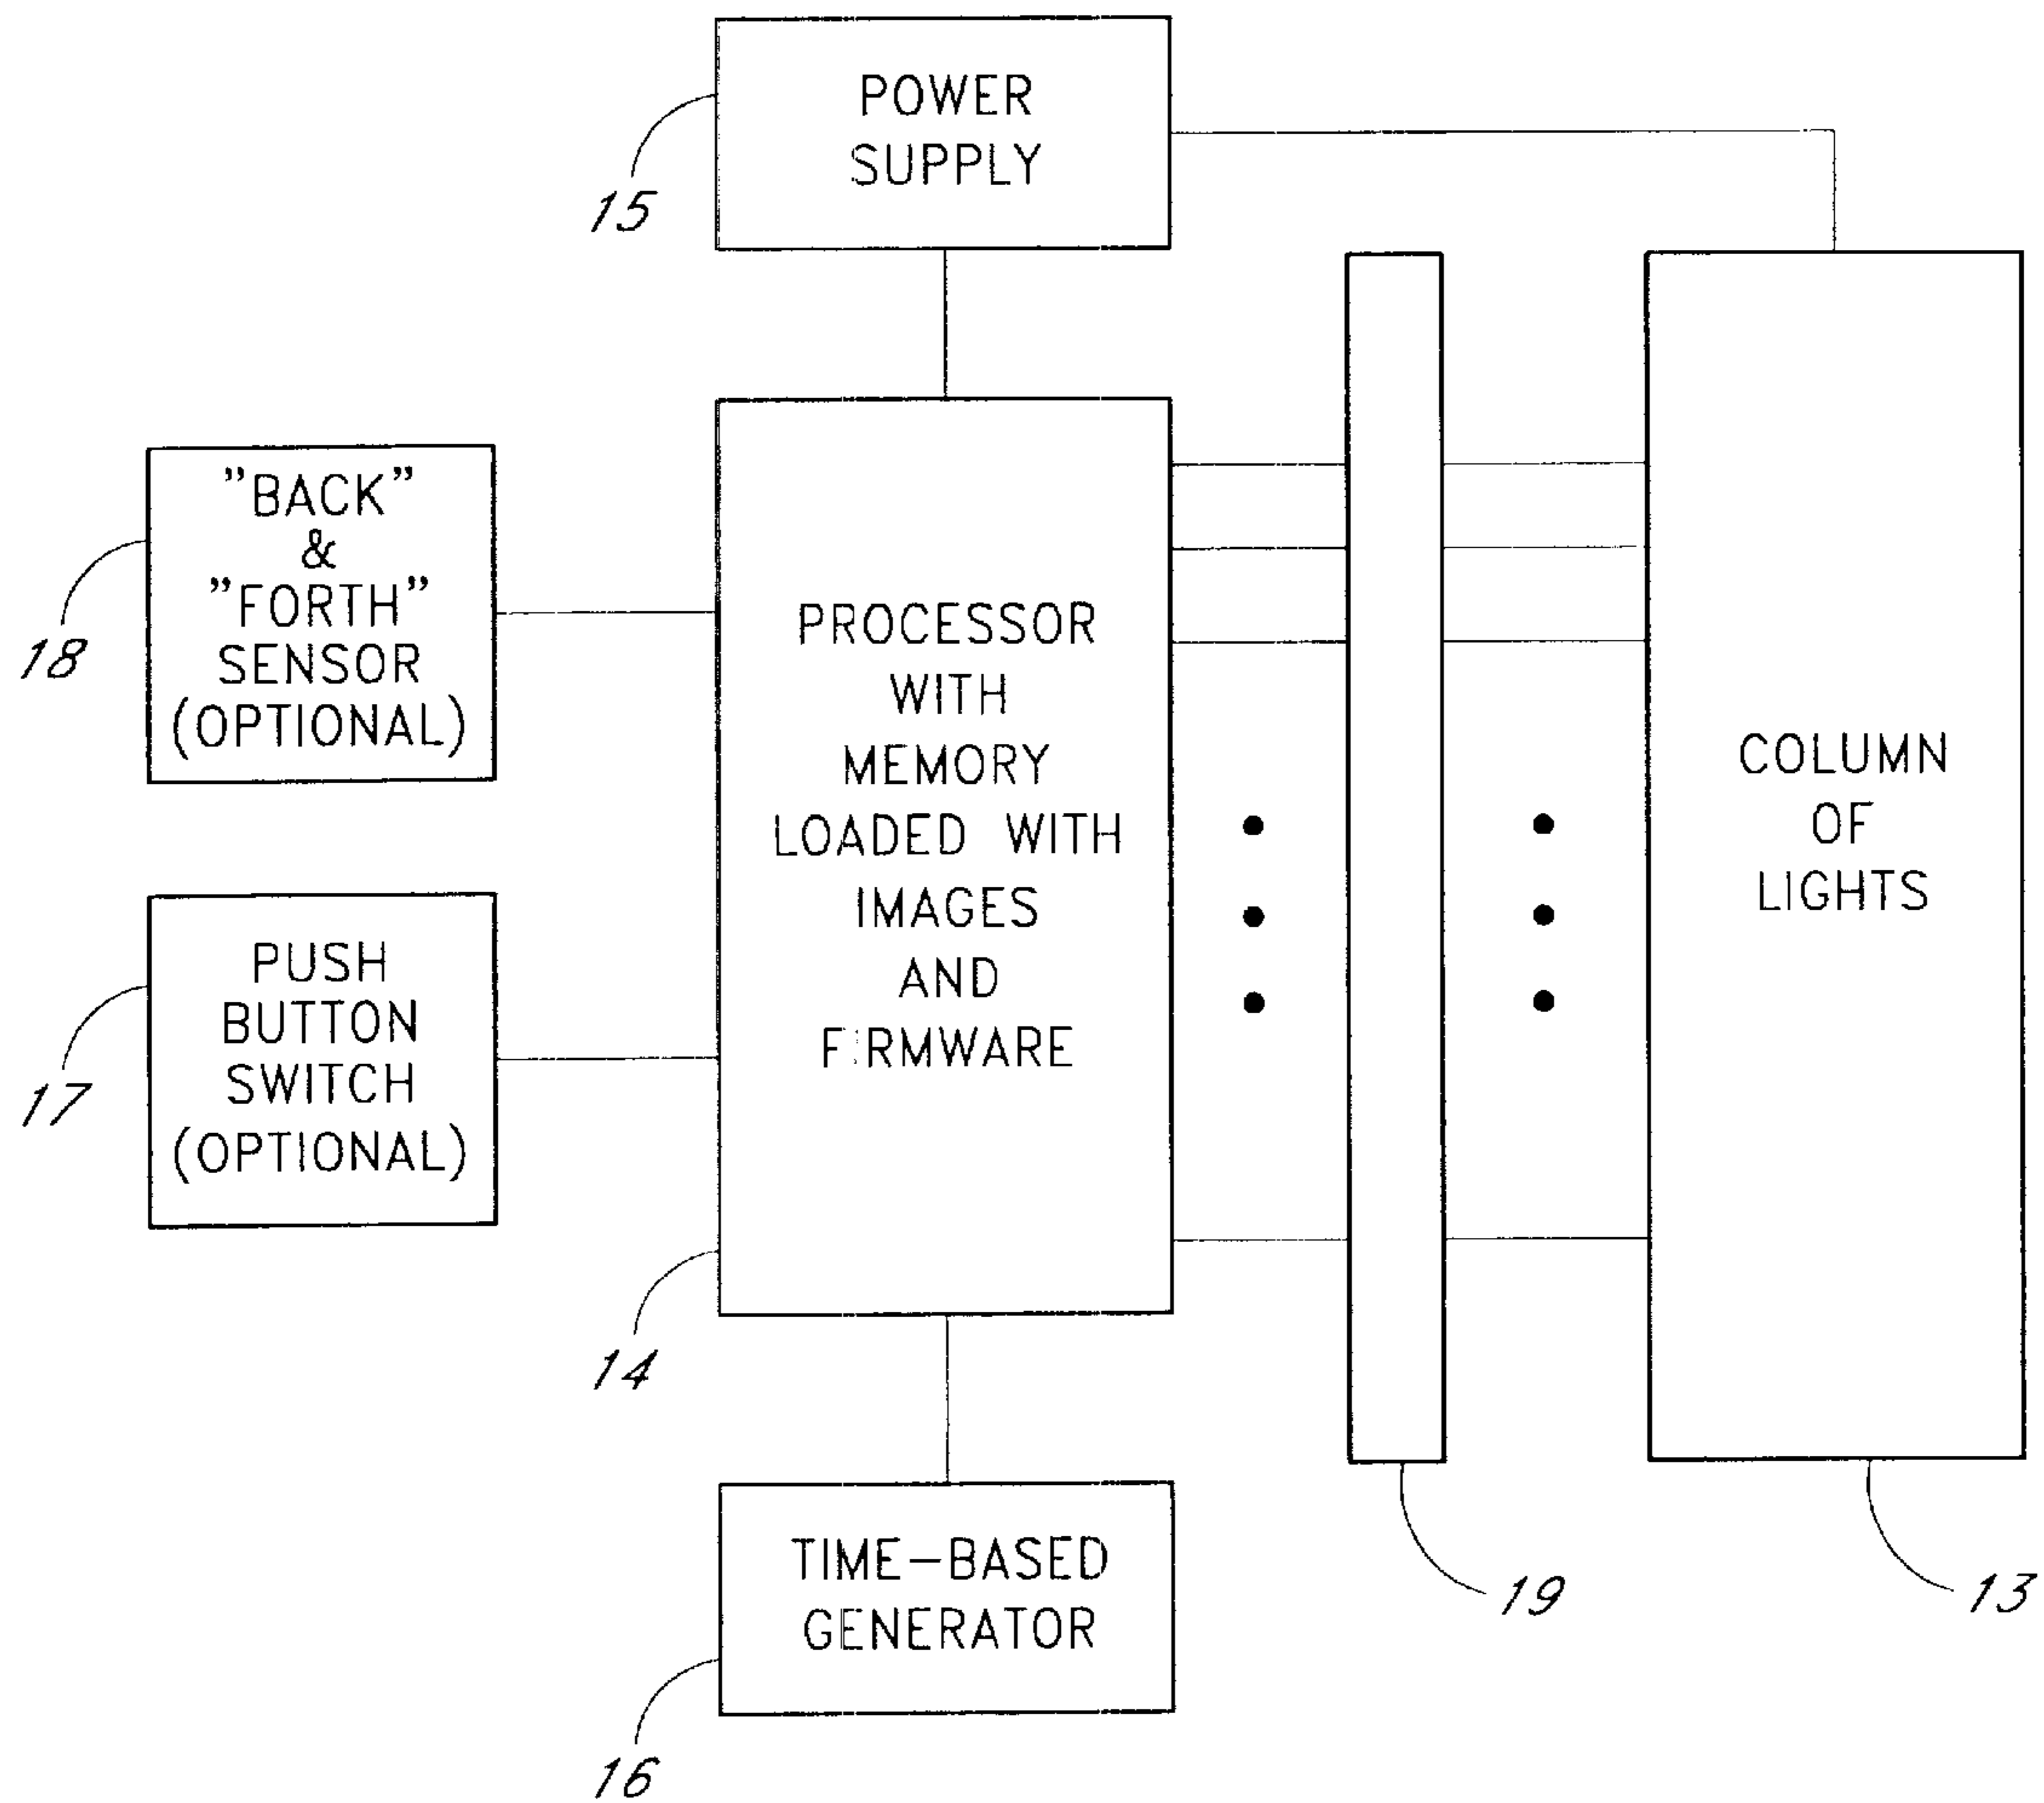 POWER
SUPPLY
15
"BACK"
&
"FORTH"
SENSOR
(OPTIONAL)
18
PUSH
BUTTON
SWITCH
(OPTIONAL)
17
PROCESSOR
WITH
MEMORY
LOADED WITH
IMAGES
AND
FIRMWARE
14
COLUMN
OF
LIGHTS
TIME-BASED
GENERATOR
16
19
13